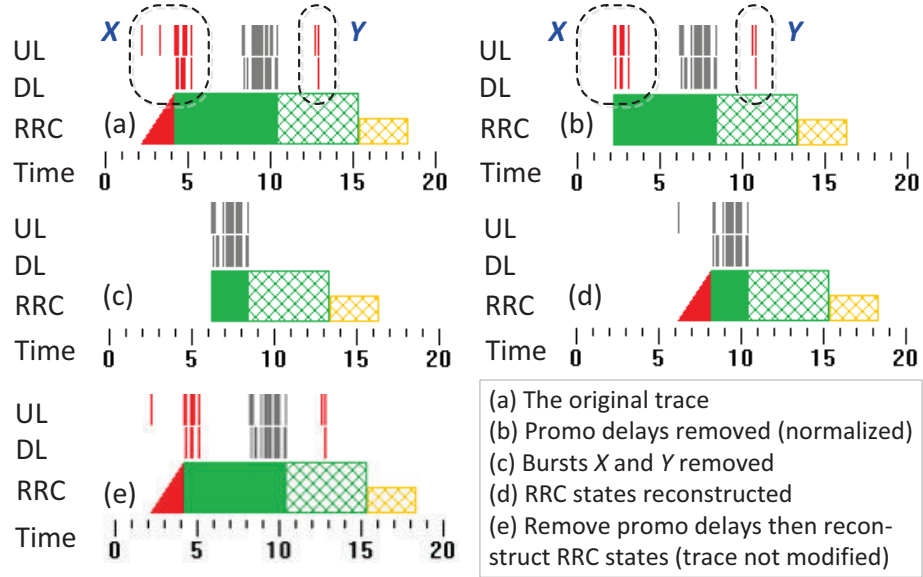 X Y
UL
DL
(a)
RRC
Time 0 5 10 15 20
X Y
UL
DL
(b)
RRC
Time 0 5 10 15 20
UL
DL
(c)
RRC
Time 0 5 10 15 20
UL
DL
(d)
RRC
Time 0 5 10 15 20
UL
DL
(e)
RRC
Time 0 5 10 15 20
(a) The original trace
(b) Promo delays removed (normalized)
(c) Bursts X and Y removed
(d) RRC states reconstructed
(e) Remove promo delays then recon-
struct RRC states (trace not modified)